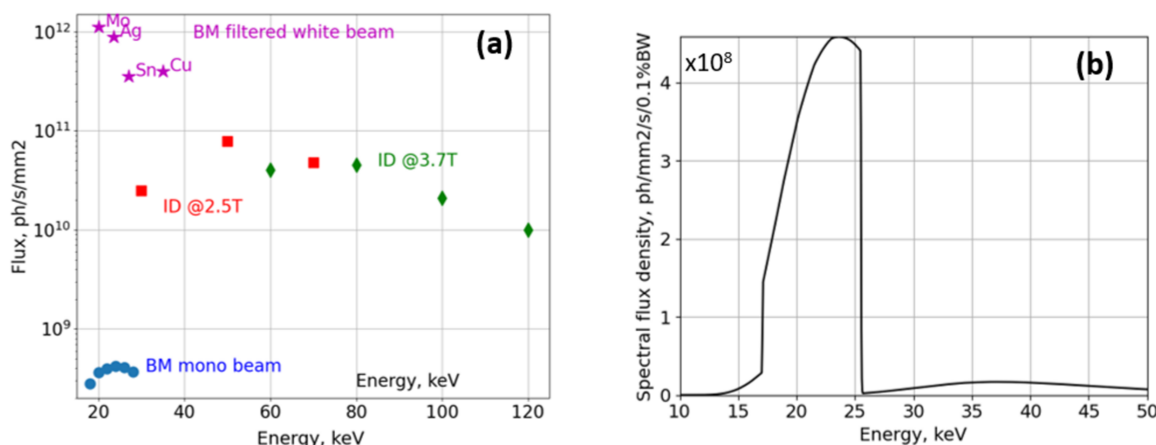 10¹²
Mo
Ag
BM filtered white beam
(a)
Sn
Cu
10¹¹
ID @3.7T
ID @2.5T
10¹⁰
10⁹
BM mono beam
Energy, keV
20 40 60 80 100 120
Energy, keV
Flux, ph/s/mm2
x10⁸
(b)
4
3
2
1
0
10 15 20 25 30 35 40 45 50
Energy, keV
Spectral flux density, ph/mm2/s/0.1%BW